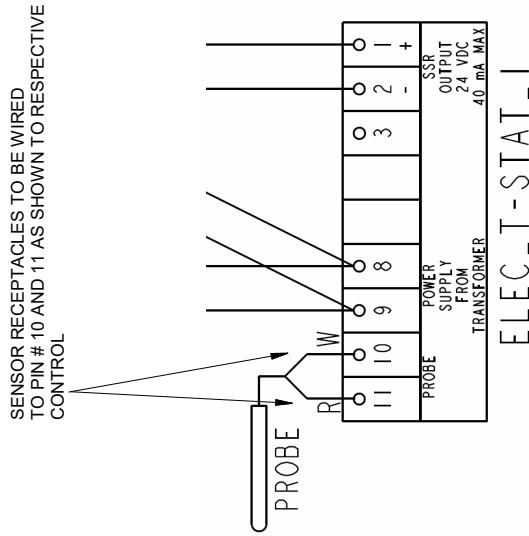 SENSOR RECEPTACLES TO BE WIRED
TO PIN # 10 AND 11 AS SHOWN TO RESPECTIVE
CONTROL
PROBE
R
W
11
10
9
8
3
2
1
-
+
PROBE
POWER
SUPPLY
FROM
TRANSFORMER
SSR
OUTPUT
24 VDC
40 mA MAX
ELEC_T-STAT_1